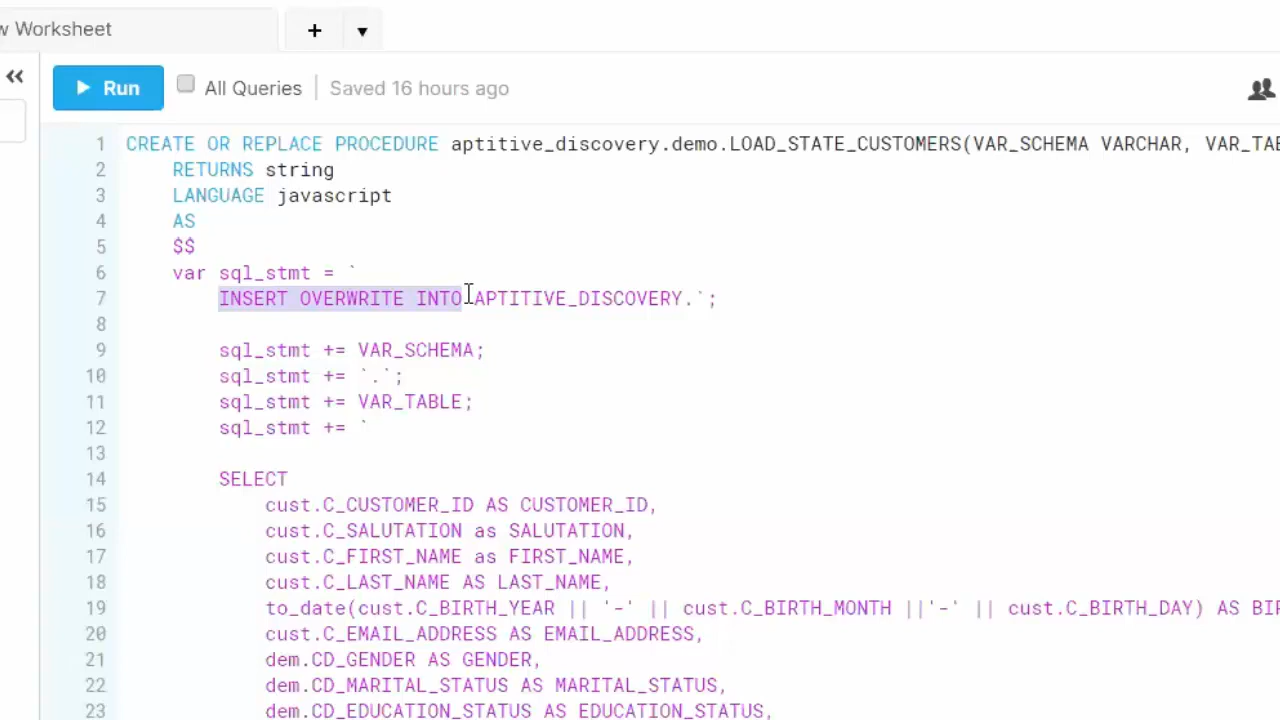 w Worksheet + ▾
« ▶ Run All Queries | Saved 16 hours ago
1 CREATE OR REPLACE PROCEDURE aptitive_discovery.demo.LOAD_STATE_CUSTOMERS(VAR_SCHEMA VARCHAR, VAR_TAB
2 RETURNS string
3 LANGUAGE javascript
4 AS
5 $$
6 var sql_stmt = `
7 INSERT OVERWRITE INTO APTITIVE_DISCOVERY.`;
8
9 sql_stmt += VAR_SCHEMA;
10 sql_stmt += `.`;
11 sql_stmt += VAR_TABLE;
12 sql_stmt += `
13
14 SELECT
15 cust.C_CUSTOMER_ID AS CUSTOMER_ID,
16 cust.C_SALUTATION as SALUTATION,
17 cust.C_FIRST_NAME as FIRST_NAME,
18 cust.C_LAST_NAME AS LAST_NAME,
19 to_date(cust.C_BIRTH_YEAR || '-' || cust.C_BIRTH_MONTH ||'-' || cust.C_BIRTH_DAY) AS BI
20 cust.C_EMAIL_ADDRESS AS EMAIL_ADDRESS,
21 dem.CD_GENDER AS GENDER,
22 dem.CD_MARITAL_STATUS AS MARITAL_STATUS,
23 dem.CD_EDUCATION_STATUS AS EDUCATION_STATUS,